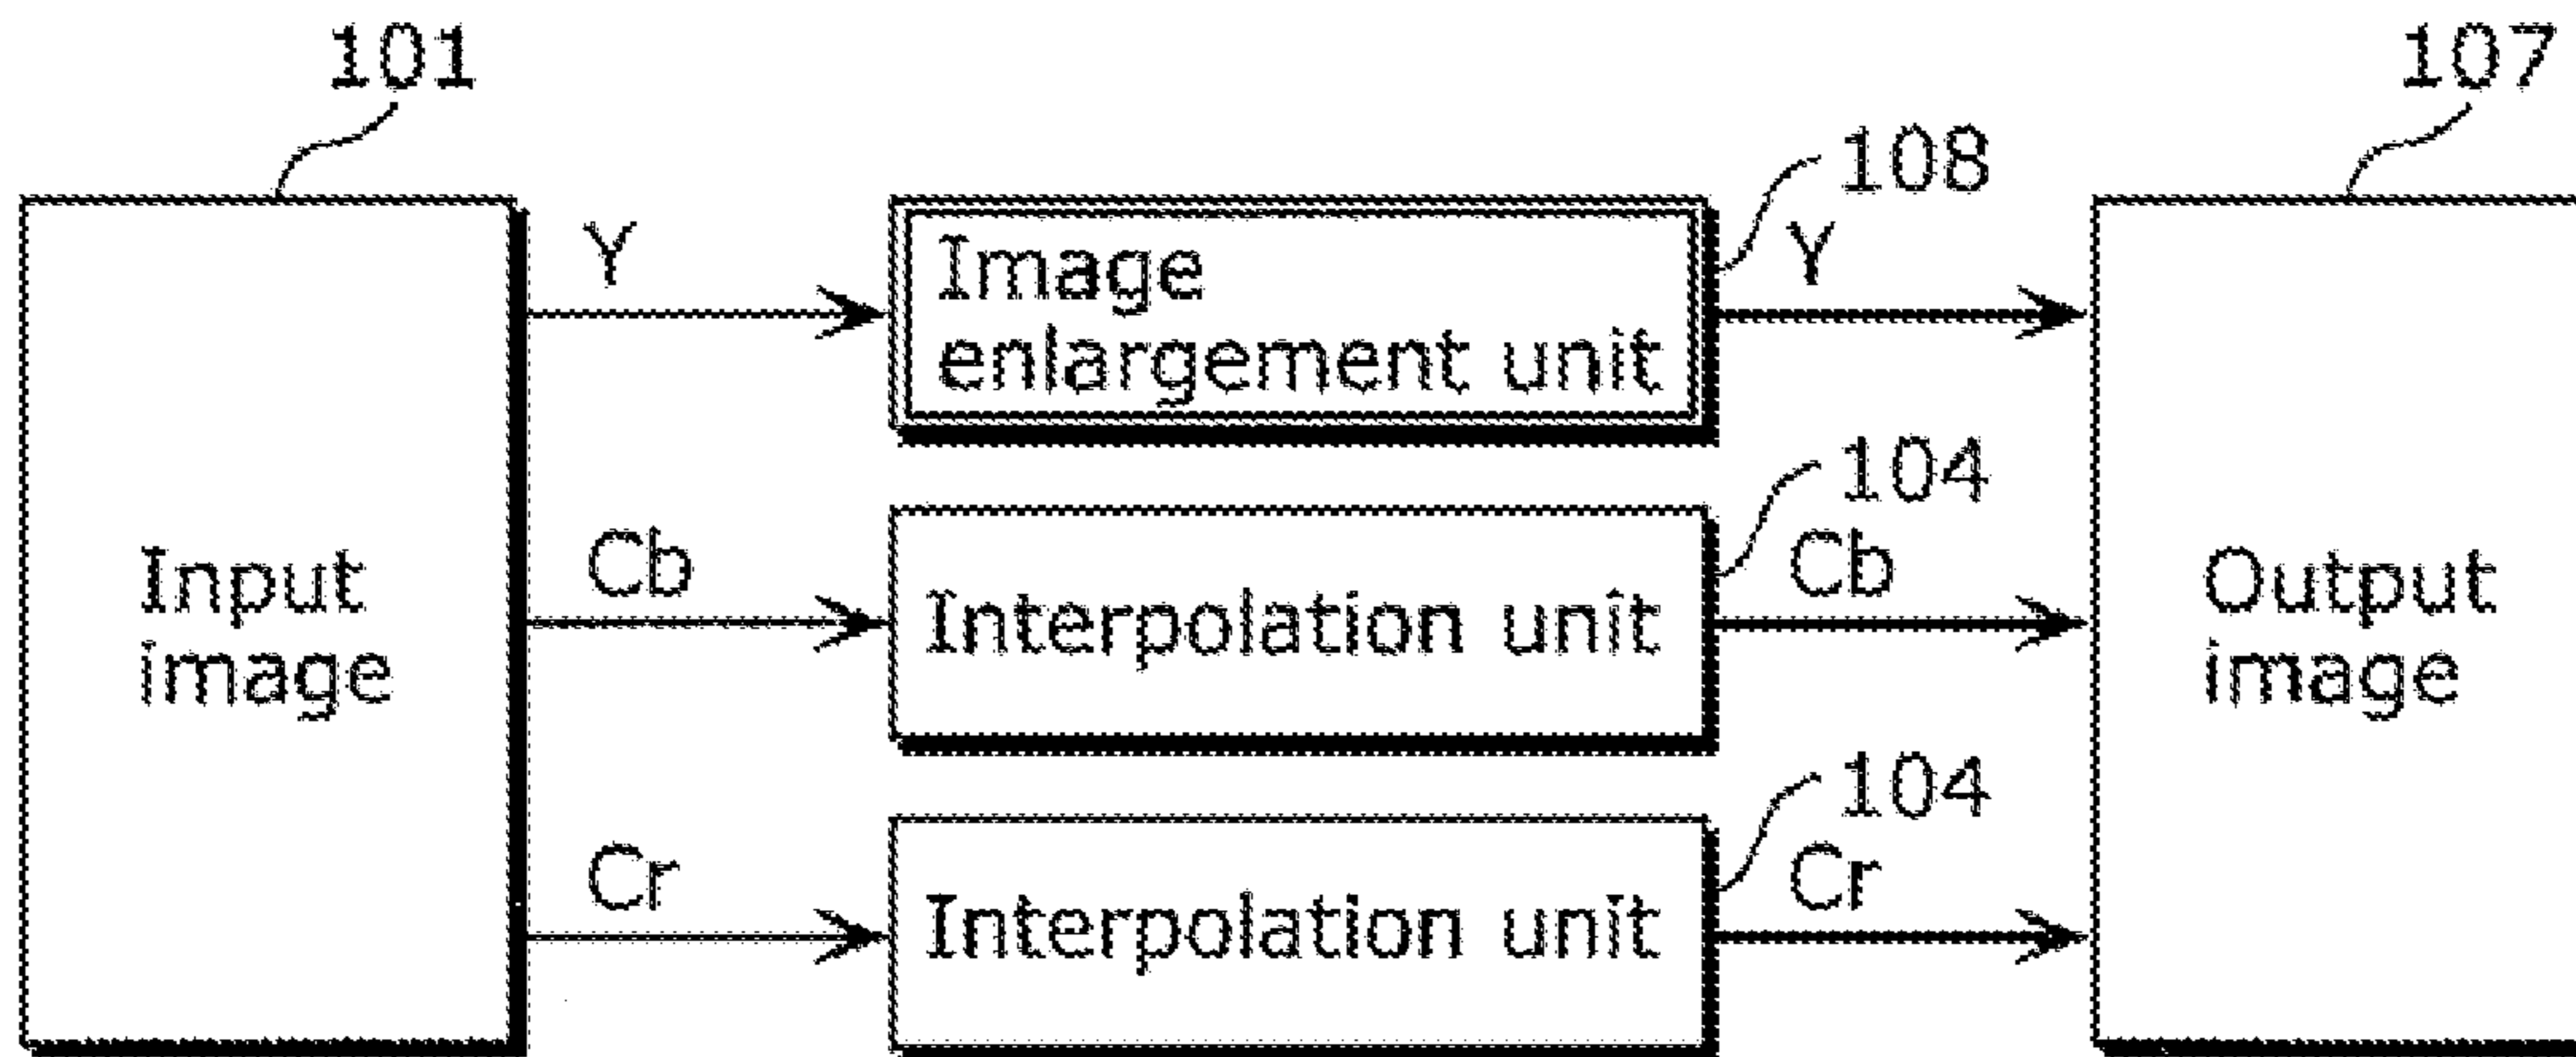 101
107
108
Y
Image
enlargement unit
Y
104
Cb
Interpolation unit
Cb
Input
image
Output
image
104
Cr
Interpolation unit
Cr